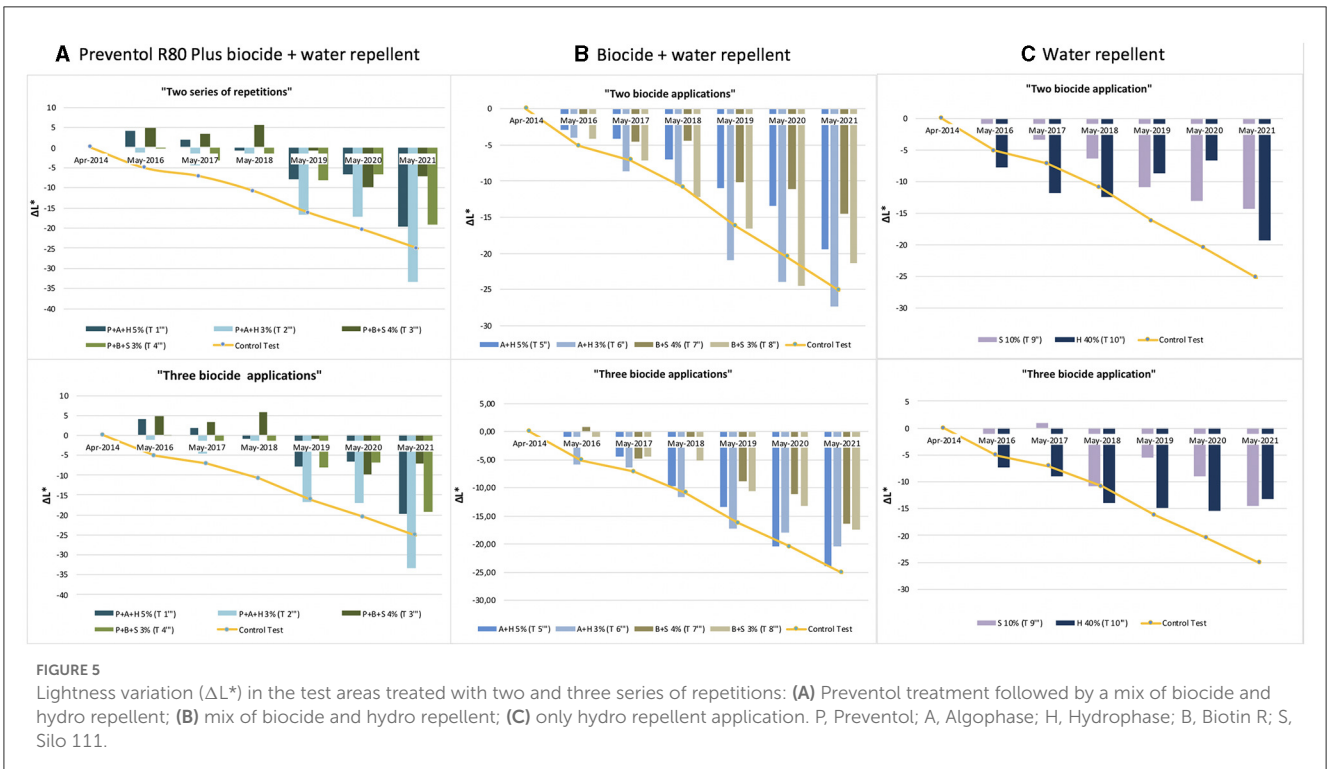 A Preventol R80 Plus biocide + water repellent
"Two series of repetitions"
10
5
0
-5
-10
-15
-20
-25
-30
-35
-40
ΔL*
Apr-2014 May-2016 May-2017 May-2018 May-2019 May-2020 May-2021
P+A+H 5% (T 1''') P+A+H 3% (T 2''') P+B+S 4% (T 3''')
P+B+S 3% (T 4''') Control Test
"Three biocide applications"
10
5
0
-5
-10
-15
-20
-25
-30
-35
-40
ΔL*
Apr-2014 May-2016 May-2017 May-2018 May-2019 May-2020 May-2021
P+A+H 5% (T 1''') P+A+H 3% (T 2''') P+B+S 4% (T 3''')
P+B+S 3% (T 4''') Control Test
B Biocide + water repellent
"Two biocide applications"
0
-5
-10
-15
-20
-25
-30
ΔL*
Apr-2014 May-2016 May-2017 May-2018 May-2019 May-2020 May-2021
A+H 5% (T 5'') A+H 3% (T 6'') B+S 4% (T 7'') B+S 3% (T 8'') Control Test
"Three biocide applications"
5,00
0,00
-5,00
-10,00
-15,00
-20,00
-25,00
-30,00
ΔL*
Apr-2014 May-2016 May-2017 May-2018 May-2019 May-2020 May-2021
A+H 5% (T 5''') A+H 3% (T 6''') B+S 4% (T 7''') B+S 3% (T 8''') Control Test
C Water repellent
"Two biocide application"
5
0
-5
-10
-15
-20
-25
-30
ΔL*
Apr-2014 May-2016 May-2017 May-2018 May-2019 May-2020 May-2021
S 10% (T 9'') H 40% (T 10'') Control Test
"Three biocide application"
5
0
-5
-10
-15
-20
-25
-30
ΔL*
Apr-2014 May-2016 May-2017 May-2018 May-2019 May-2020 May-2021
S 10% (T 9''') H 40% (T 10''') Control Test
FIGURE 5
Lightness variation (ΔL*) in the test areas treated with two and three series of repetitions: (A) Preventol treatment followed by a mix of biocide and
hydro repellent; (B) mix of biocide and hydro repellent; (C) only hydro repellent application. P, Preventol; A, Algophase; H, Hydrophase; B, Biotin R; S,
Silo 111.